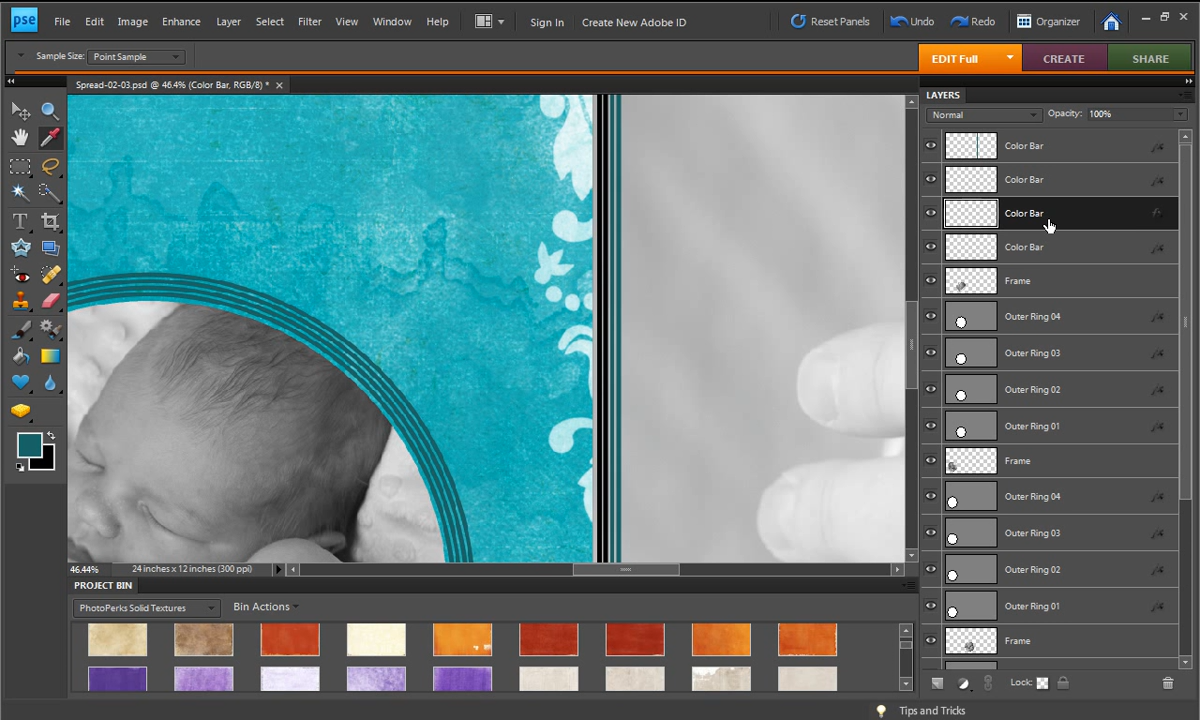 pse File Edit Image Enhance Layer Select Filter View Window Help Sign In Create New Adobe ID Reset Panels Undo Redo Organizer
Sample Size: Point Sample EDIT Full CREATE SHARE
Spread-02-03.psd @ 46.4% (Color Bar, RGB/8) *
LAYERS
Normal Opacity: 100%
Color Bar
Color Bar
Color Bar
Color Bar
Frame
Outer Ring 04
Outer Ring 03
Outer Ring 02
Outer Ring 01
Frame
Outer Ring 04
Outer Ring 03
Outer Ring 02
Outer Ring 01
Frame
Lock:
46.44% 24 inches x 12 inches (300 ppi)
PROJECT BIN
PhotoPerks Solid Textures Bin Actions
Tips and Tricks